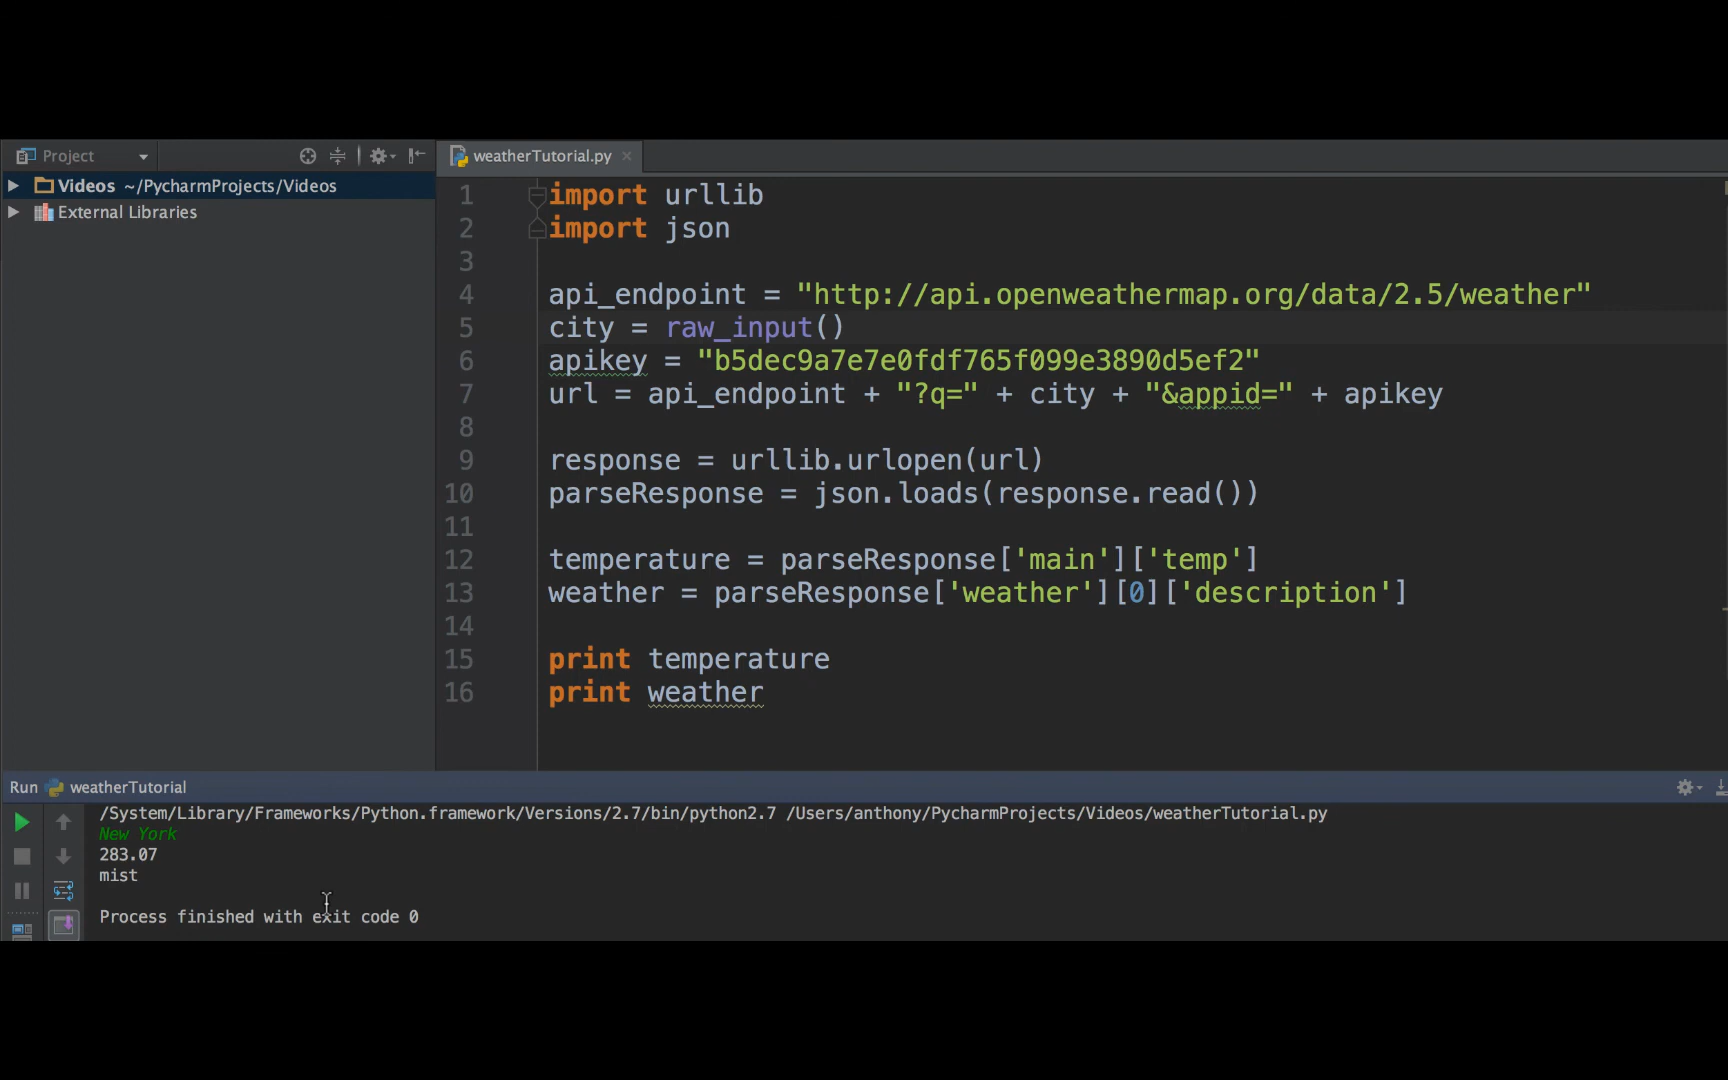 Project
weatherTutorial.py
Videos ~/PycharmProjects/Videos
External Libraries
1 import urllib
2 import json
3
4 api_endpoint = "http://api.openweathermap.org/data/2.5/weather"
5 city = raw_input()
6 apikey = "b5dec9a7e7e0fdf765f099e3890d5ef2"
7 url = api_endpoint + "?q=" + city + "&appid=" + apikey
8
9 response = urllib.urlopen(url)
10 parseResponse = json.loads(response.read())
11
12 temperature = parseResponse['main']['temp']
13 weather = parseResponse['weather'][0]['description']
14
15 print temperature
16 print weather
Run weatherTutorial
/System/Library/Frameworks/Python.framework/Versions/2.7/bin/python2.7 /Users/anthony/PycharmProjects/Videos/weatherTutorial.py
New York
283.07
mist
Process finished with exit code 0